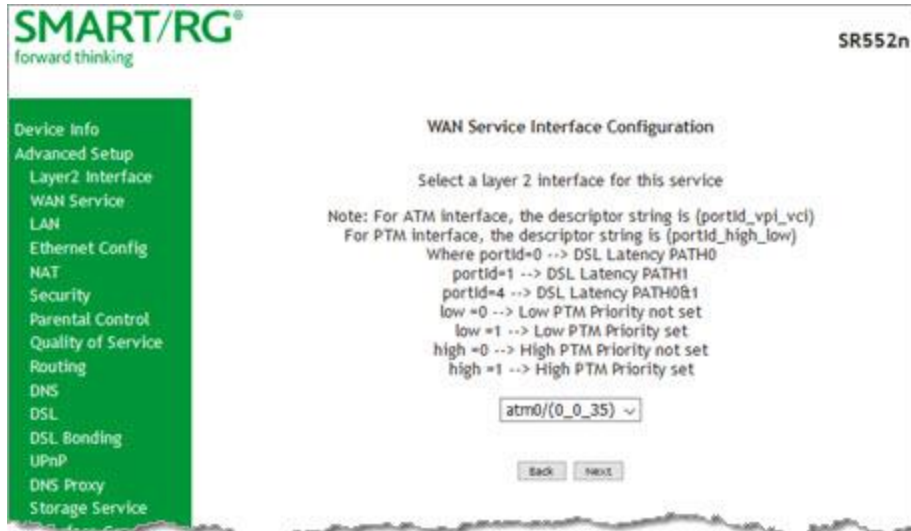 SMART/RG®
forward thinking
SR552n
Device Info
Advanced Setup
Layer2 Interface
WAN Service
LAN
Ethernet Config
NAT
Security
Parental Control
Quality of Service
Routing
DNS
DSL
DSL Bonding
UPnP
DNS Proxy
Storage Service
WAN Service Interface Configuration
Select a layer 2 interface for this service
Note: For ATM interface, the descriptor string is (portId_vpi_vci)
For PTM interface, the descriptor string is (portId_high_low)
Where portId=0 --> DSL Latency PATH0
portId=1 --> DSL Latency PATH1
portId=4 --> DSL Latency PATH0&1
low =0 --> Low PTM Priority not set
low =1 --> Low PTM Priority set
high =0 --> High PTM Priority not set
high =1 --> High PTM Priority set
atm0/(0_0_35)
Back Next